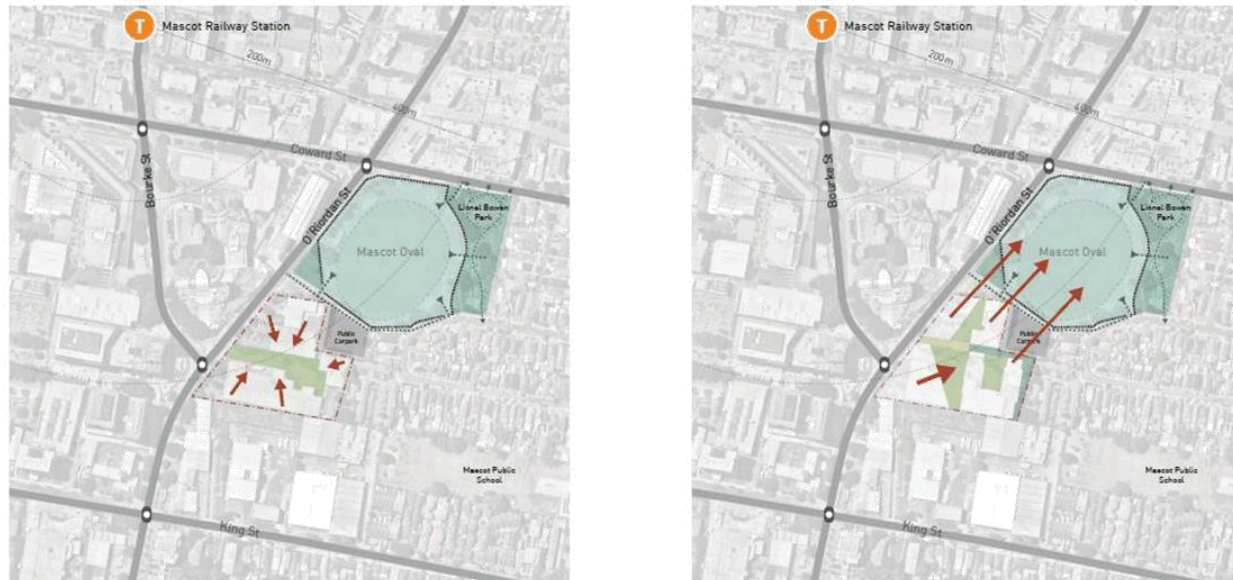 T
Mascot Railway Station
200m
400m
Coward St
Bourke St
O'Riordan St
Lionel Bowen
Park
Mascot Oval
Public
Carpark
Mascot Public
School
King St
T
Mascot Railway Station
200m
400m
Coward St
Bourke St
O'Riordan St
Lionel Bowen
Park
Mascot Oval
Public
Carpark
Mascot Public
School
King St